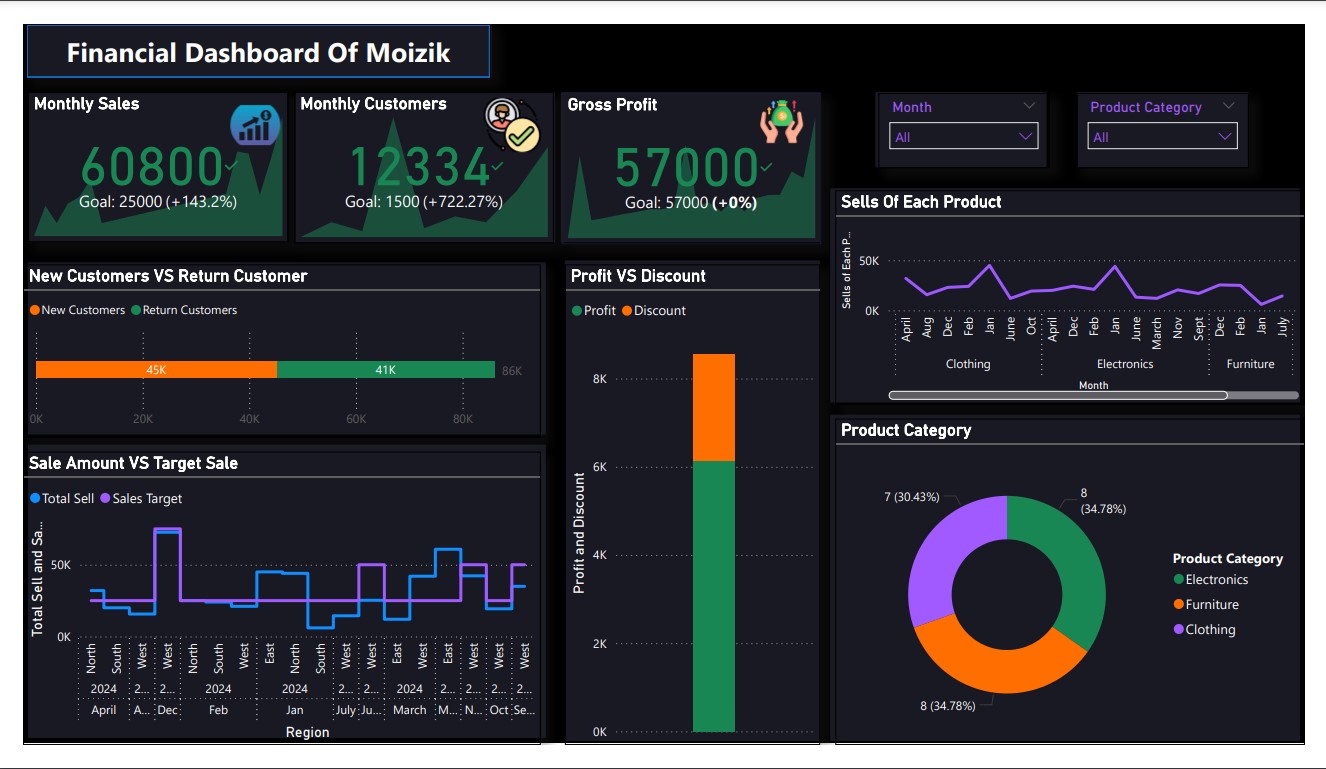 Financial Dashboard Of Moizik
Monthly Sales
60800
Goal: 25000 (+143.2%)
Monthly Customers
12334
Goal: 1500 (+722.27%)
Gross Profit
57000
Goal: 57000 (+0%)
Month
All
Product Category
All
New Customers VS Return Customer
New Customers Return Customers
45K 41K 86K
0K 20K 40K 60K 80K
Sale Amount VS Target Sale
Total Sell Sales Target
Total Sell and Sa...
50K
0K
North South West West North South West East North South West West East West East West West West
2024 2... 2... 2024 2024 2... 2... 2024 2... 2... 2... 2...
April A... Dec Feb Jan July Ju... March M... N... Oct Se...
Region
Profit VS Discount
Profit Discount
Profit and Discount
8K
6K
4K
2K
0K
Sells Of Each Product
Sells of Each P...
50K
0K
April Aug Dec Feb Jan June Oct April Dec Feb Jan June March Nov Sept Dec Feb Jan July
Clothing Electronics Furniture
Month
Product Category
7 (30.43%)
8
(34.78%)
8 (34.78%)
Product Category
Electronics
Furniture
Clothing